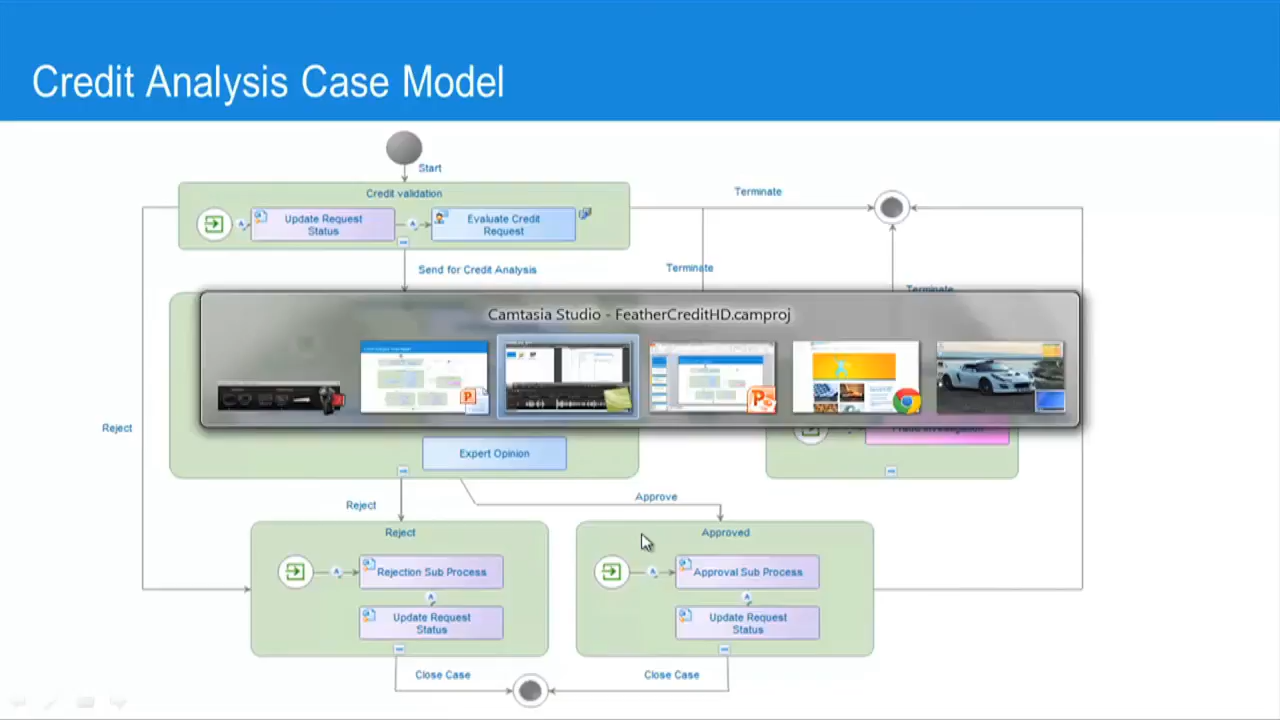 Credit Analysis Case Model
Start
Credit validation
Terminate
Update Request
Status
Evaluate Credit
Request
Send for Credit Analysis
Terminate
Terminate
Camtasia Studio - FeatherCreditHD.camproj
Reject
Fraud Investigation
Expert Opinion
Reject
Approve
Reject
Approved
Rejection Sub Process
Approval Sub Process
Update Request
Status
Update Request
Status
Close Case
Close Case